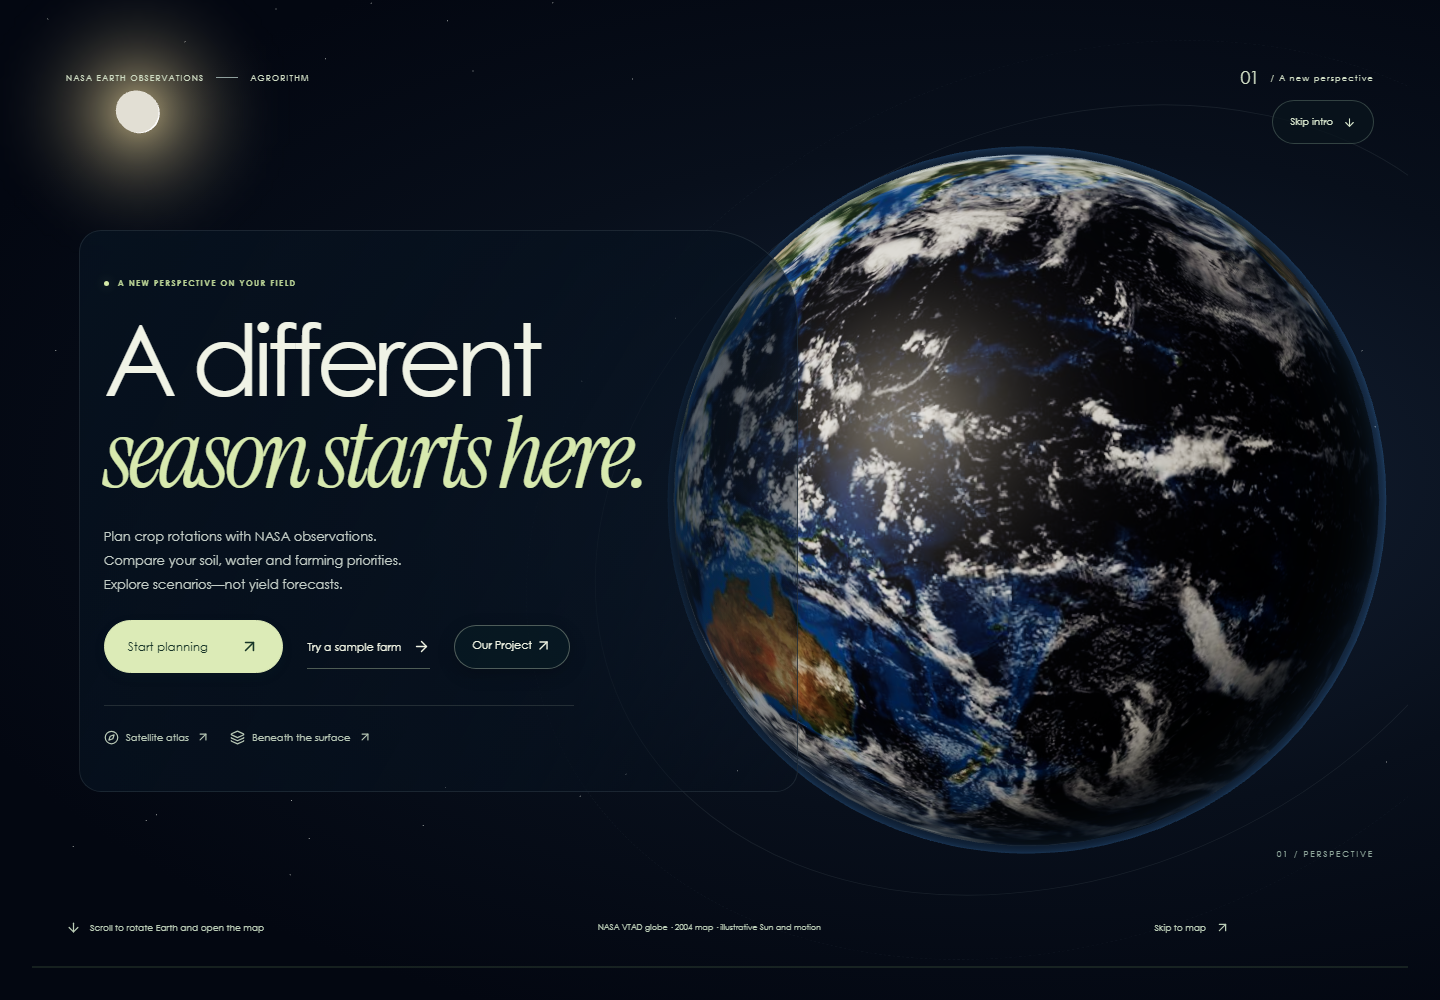 NASA EARTH OBSERVATIONS — AGRORITHM
01 / A new perspective
Skip intro
A NEW PERSPECTIVE ON YOUR FIELD
A different
season starts here.
Plan crop rotations with NASA observations.
Compare your soil, water and farming priorities.
Explore scenarios—not yield forecasts.
Start planning
Try a sample farm
Our Project
Satellite atlas
Beneath the surface
01 / PERSPECTIVE
Scroll to rotate Earth and open the map
NASA VTAD globe · 2004 map · illustrative Sun and motion
Skip to map